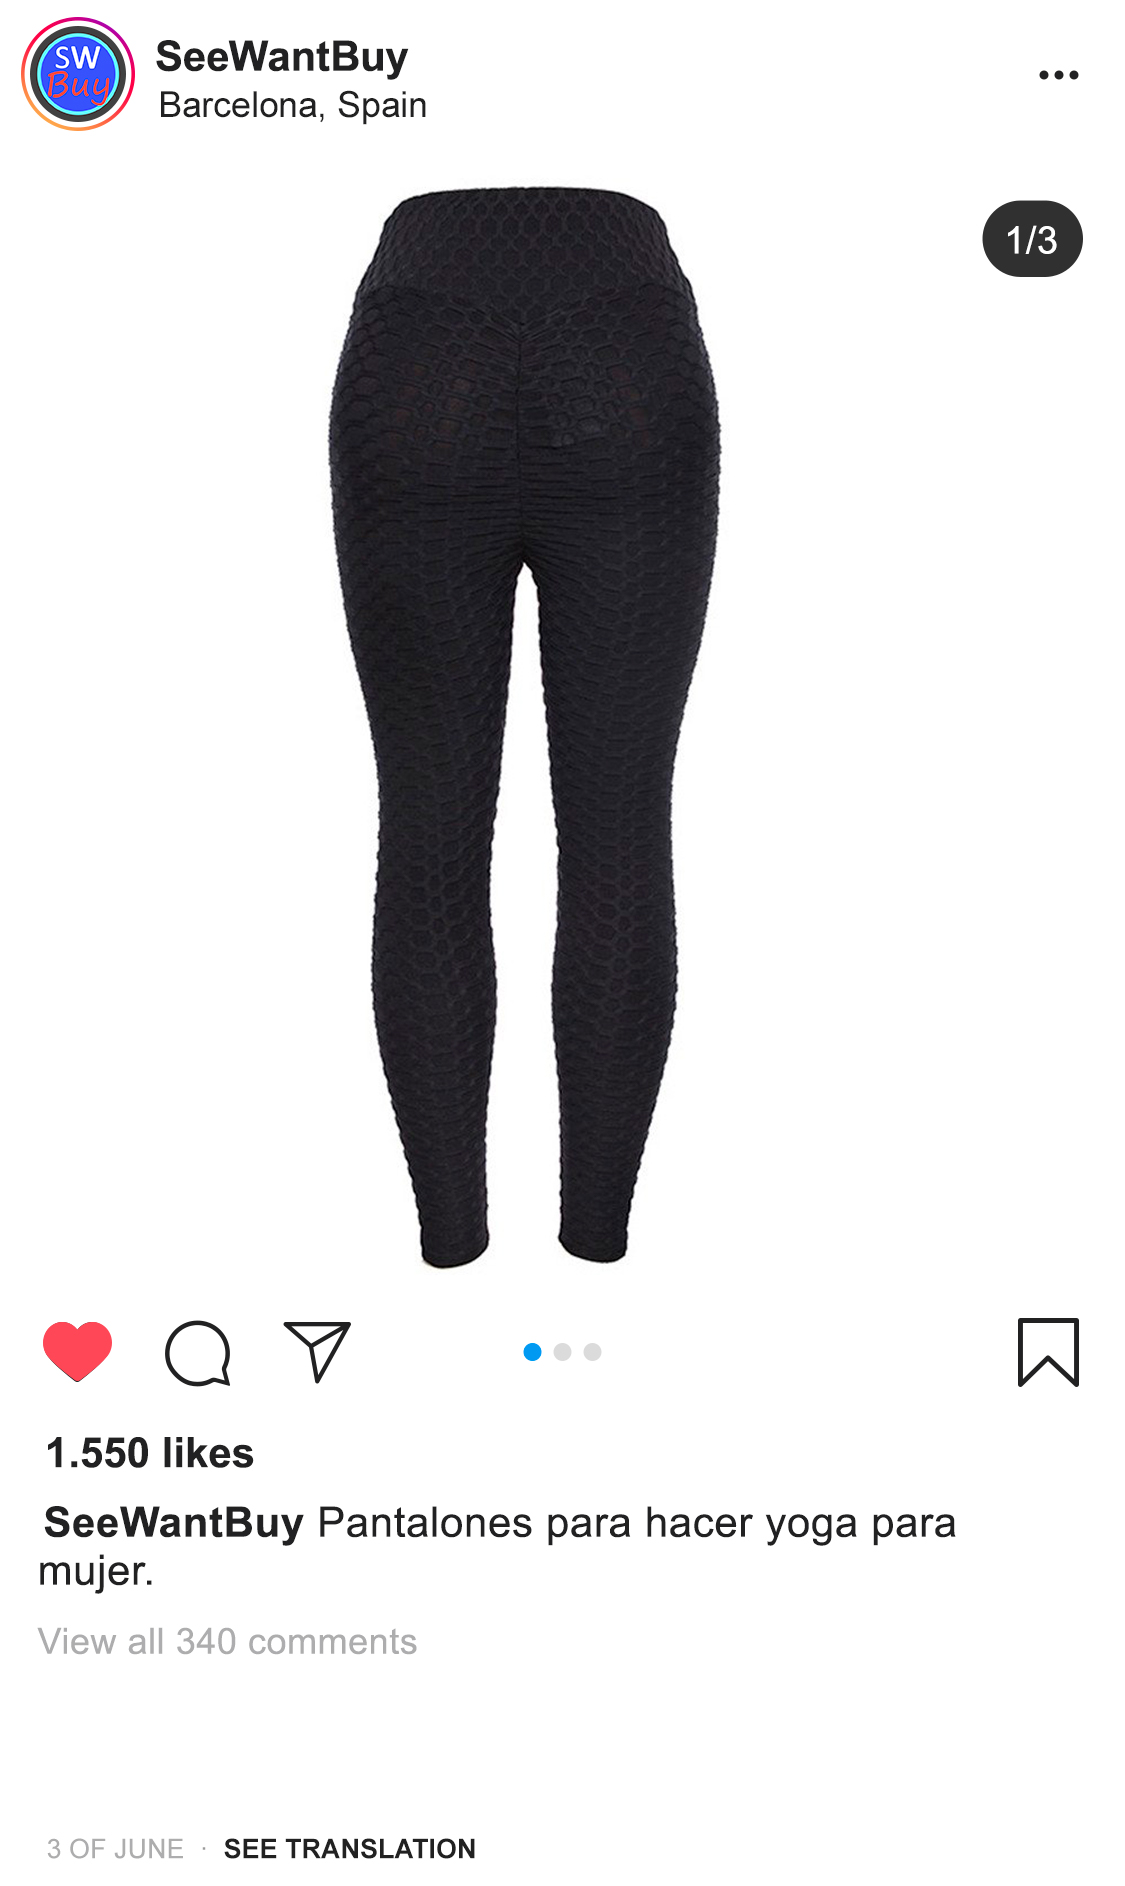 SW
Buy
SeeWantBuy
Barcelona, Spain
1/3
1.550 likes
SeeWantBuy Pantalones para hacer yoga para
mujer.
View all 340 comments
3 OF JUNE · SEE TRANSLATION